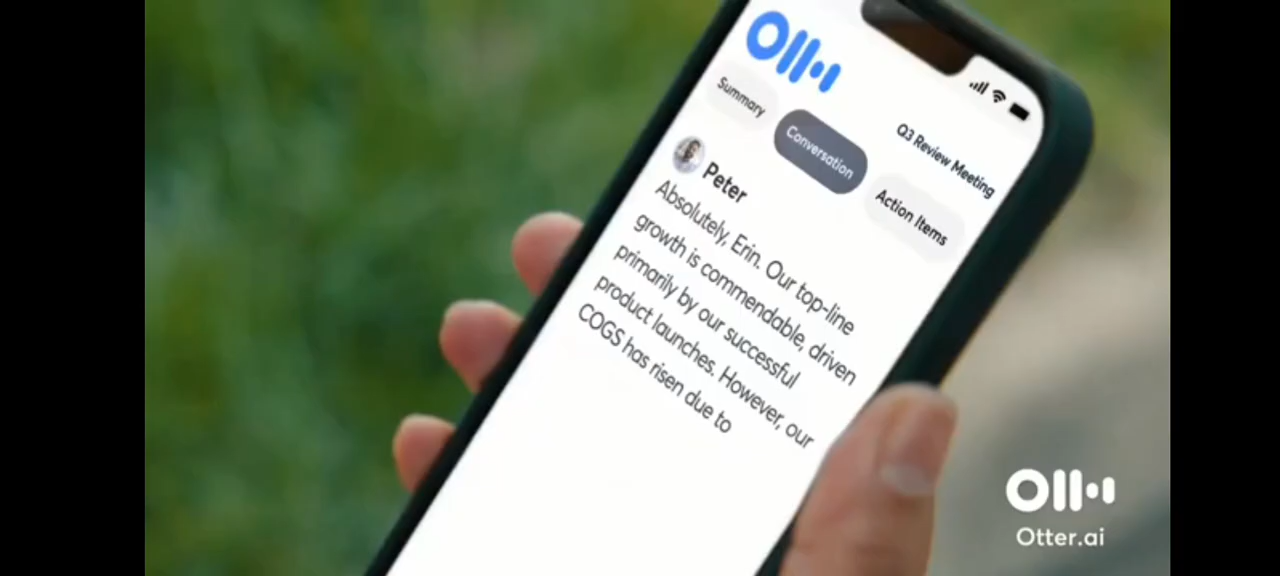 Q3 Review Meeting
Summary
Conversation
Action Items
Peter
Absolutely, Erin. Our top-line
growth is commendable, driven
primarily by our successful
product launches. However, our
COGS has risen due to
Otter.ai